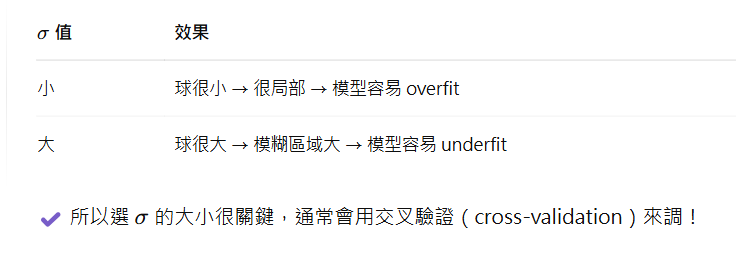 σ 值 效果
小 球很小 → 很局部 → 模型容易 overfit
大 球很大 → 模糊區域大 → 模型容易 underfit
✔ 所以選 σ 的大小很關鍵，通常會用交叉驗證（cross-validation）來調！